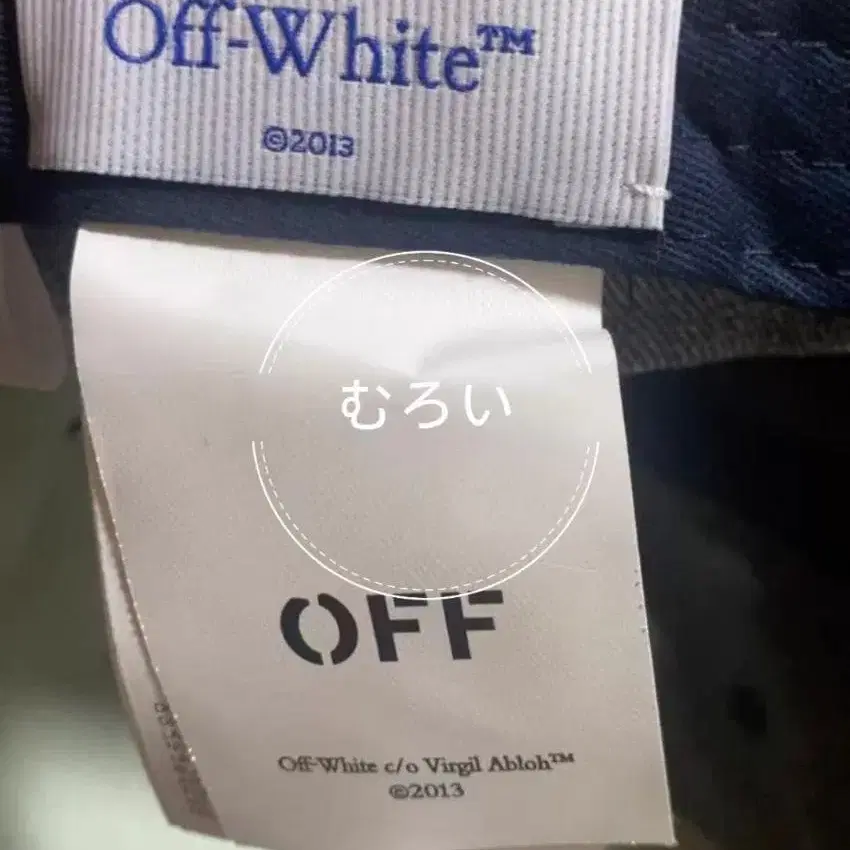 Off-White™
©2013
むろい
OFF
Off-White c/o Virgil Abloh™
©2013